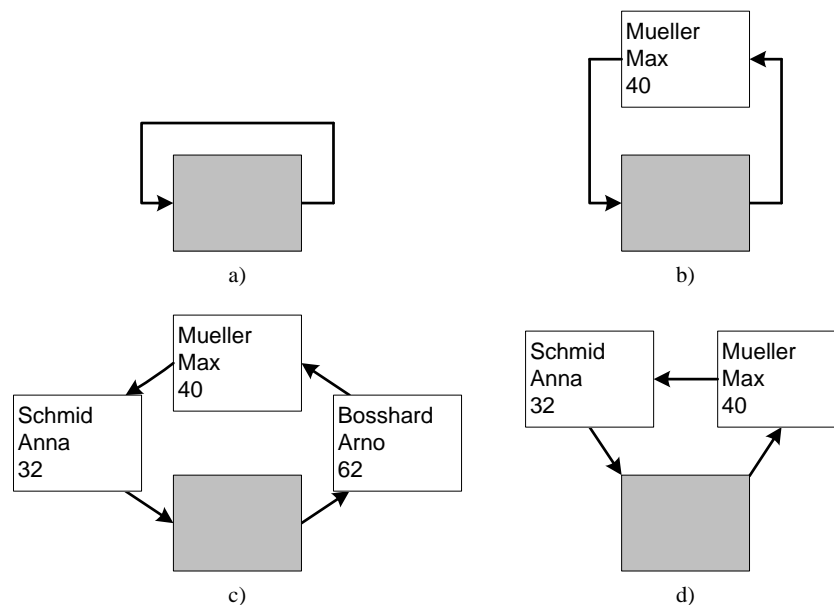 Mueller
Max
40
a)
b)
Mueller
Max
40
Schmid
Anna
32
Bosshard
Arno
62
c)
Schmid
Anna
32
Mueller
Max
40
d)